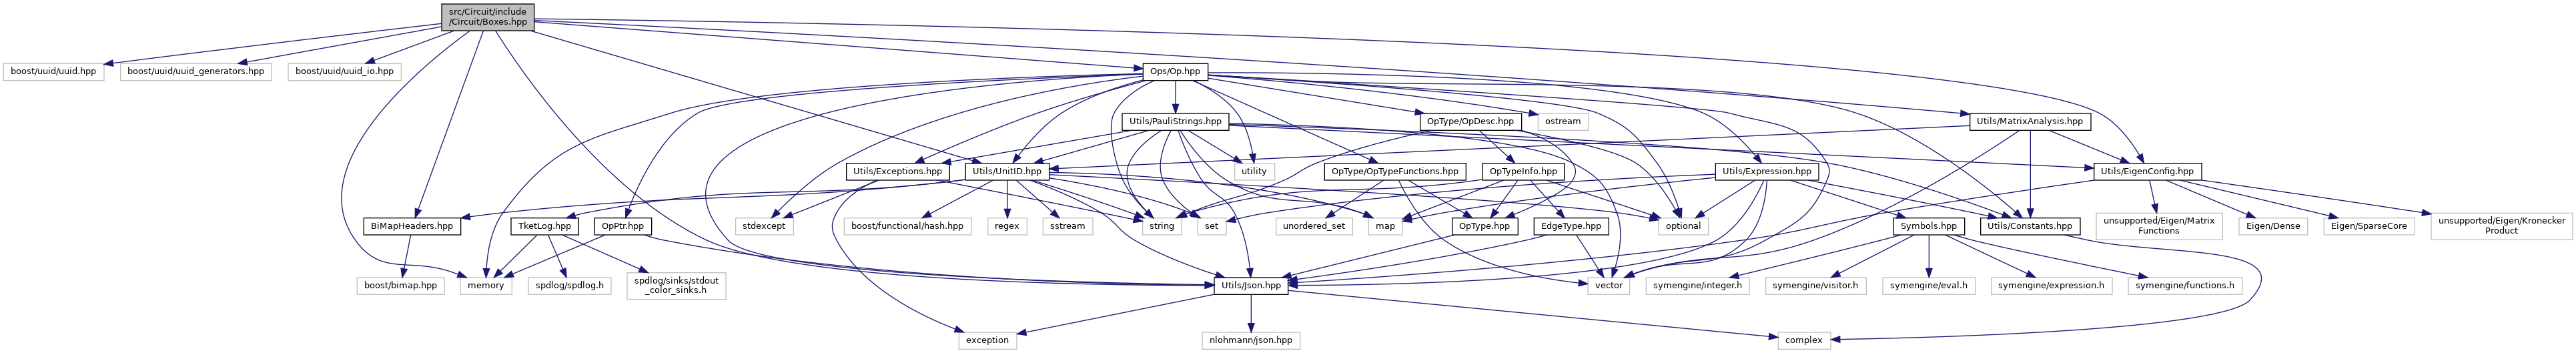 src/Circuit/include
/Circuit/Boxes.hpp
boost/uuid/uuid.hpp
boost/uuid/uuid_generators.hpp
boost/uuid/uuid_io.hpp
Ops/Op.hpp
Utils/PauliStrings.hpp
OpType/OpDesc.hpp
ostream
Utils/MatrixAnalysis.hpp
Utils/Exceptions.hpp
Utils/UnitID.hpp
utility
OpType/OpTypeFunctions.hpp
OpTypeInfo.hpp
Utils/Expression.hpp
Utils/EigenConfig.hpp
BiMapHeaders.hpp
TketLog.hpp
OpPtr.hpp
stdexcept
boost/functional/hash.hpp
regex
sstream
string
set
unordered_set
map
OpType.hpp
EdgeType.hpp
optional
Symbols.hpp
Utils/Constants.hpp
unsupported/Eigen/Matrix
Functions
Eigen/Dense
Eigen/SparseCore
unsupported/Eigen/Kronecker
Product
boost/bimap.hpp
memory
spdlog/spdlog.h
spdlog/sinks/stdout
_color_sinks.h
Utils/Json.hpp
vector
symengine/integer.h
symengine/visitor.h
symengine/eval.h
symengine/expression.h
symengine/functions.h
exception
nlohmann/json.hpp
complex